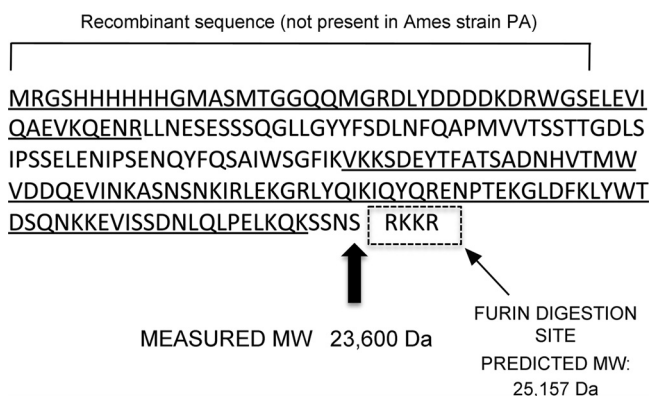 Recombinant sequence (not present in Ames strain PA)
MRGSHHHHHHGMASMTGGQQMGRDLYDDDDKDRWGSELEVI
QAEVKQENRLLNESESSSQGLLGYYFSDLNFQAPMVVTSSTTGDLS
IPSSELENIPSENQYFQSAIWSGFIKVKKSDEYTFATSADNHVTMW
VDDQEVINKASNSNKIRLEKGRLYQIKIQYQRENPTEKGLDFKLYWT
DSQNKKEVISSDNLQLPELKQKSSNS RKKR
MEASURED MW 23,600 Da
FURIN DIGESTION
SITE
PREDICTED MW:
25,157 Da